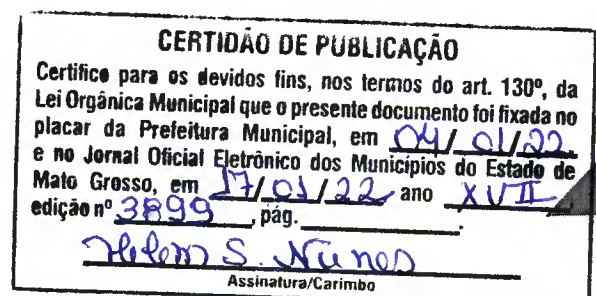 CERTIDÃO DE PUBLICAÇÃO
Certifico para os devidos fins, nos termos do art. 130º, da
Lei Orgânica Municipal que o presente documento foi fixada no
placar da Prefeitura Municipal, em 04/01/22
e no Jornal Oficial Eletrônico dos Municípios do Estado de
Mato Grosso, em 17/01/22 ano XVII
edição nº 3899, pág. .
Helem S. Nunes
Assinatura/Carimbo